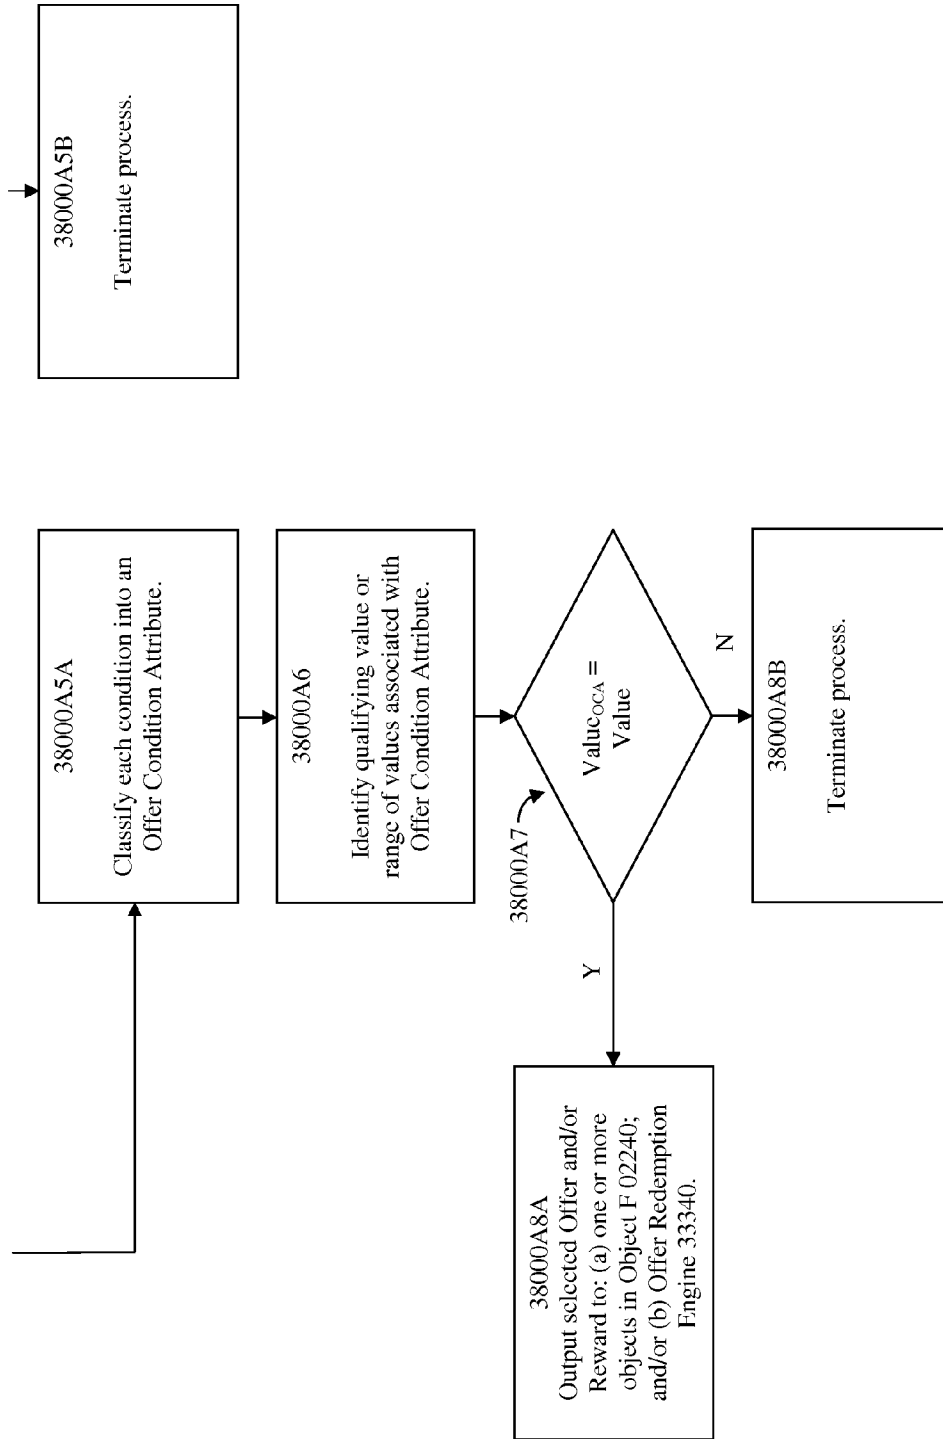 38000A5B
Terminate process.
38000A5A
Classify each condition into an
Offer Condition Attribute.
38000A6
Identify qualifying value or
range of values associated with
Offer Condition Attribute.
38000A7
ValueOCA =
Value
Y
N
38000A8A
Output selected Offer and/or
Reward to: (a) one or more
objects in Object F 02240;
and/or (b) Offer Redemption
Engine 33340.
38000A8B
Terminate process.